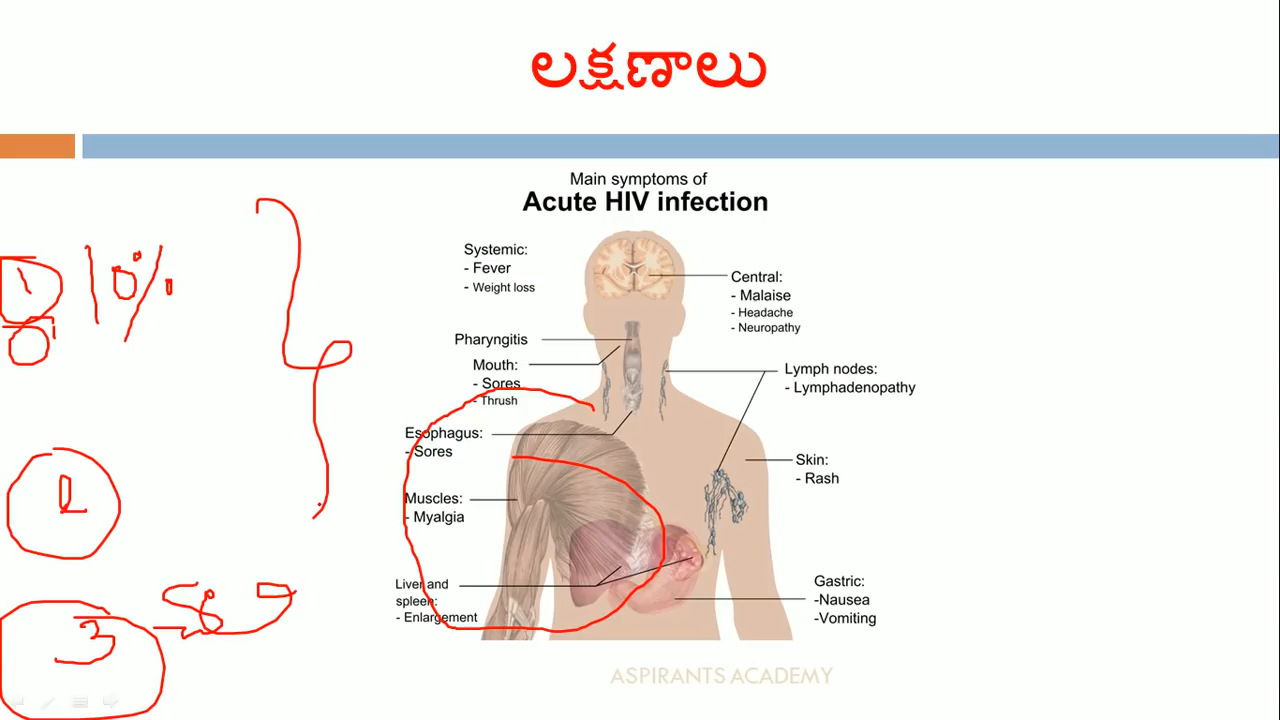 లక్షణాలు
Main symptoms of
Acute HIV infection
Systemic:
- Fever
- Weight loss
Central:
- Malaise
- Headache
- Neuropathy
Pharyngitis
Mouth:
- Sores
- Thrush
Lymph nodes:
- Lymphadenopathy
Esophagus:
- Sores
Skin:
- Rash
Muscles:
- Myalgia
Liver and
spleen:
- Enlargement
Gastric:
-Nausea
-Vomiting
10%
3
ASPIRANTS ACADEMY